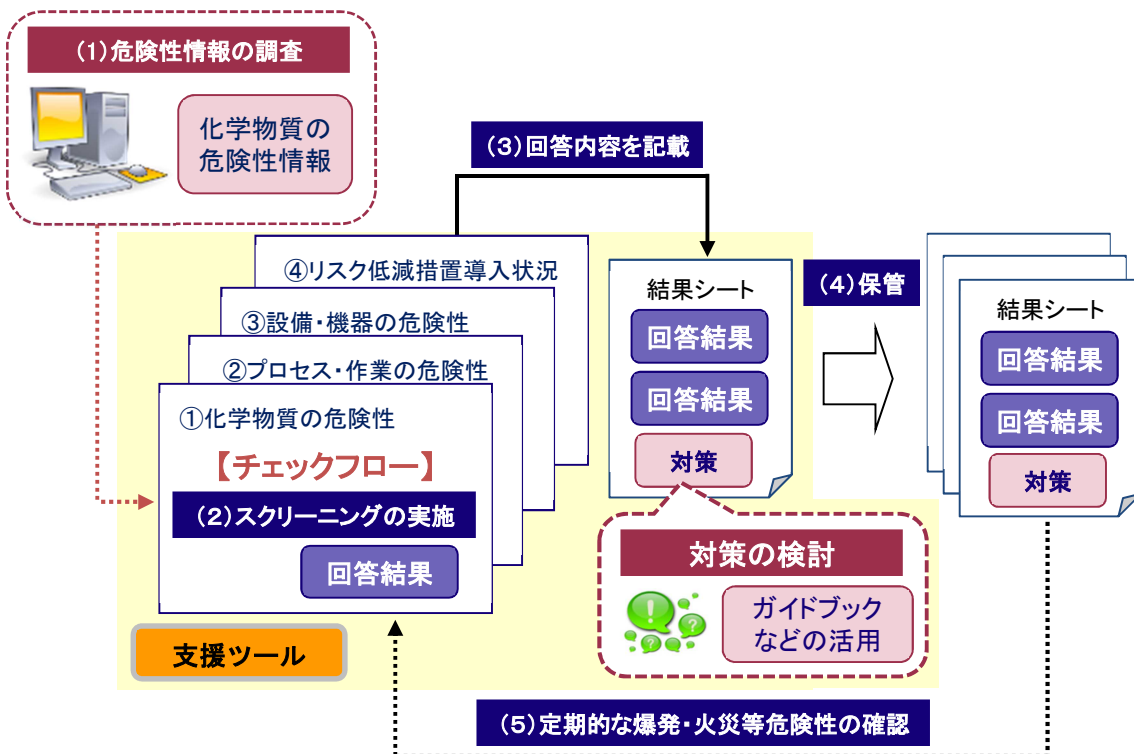 (1)危険性情報の調査
化学物質の
危険性情報
(3)回答内容を記載
④リスク低減措置導入状況
③設備・機器の危険性
②プロセス・作業の危険性
①化学物質の危険性
【チェックフロー】
(2)スクリーニングの実施
回答結果
支援ツール
結果シート
回答結果
回答結果
対策
対策の検討
ガイドブック
などの活用
(4)保管
結果シート
回答結果
回答結果
対策
(5)定期的な爆発・火災等危険性の確認